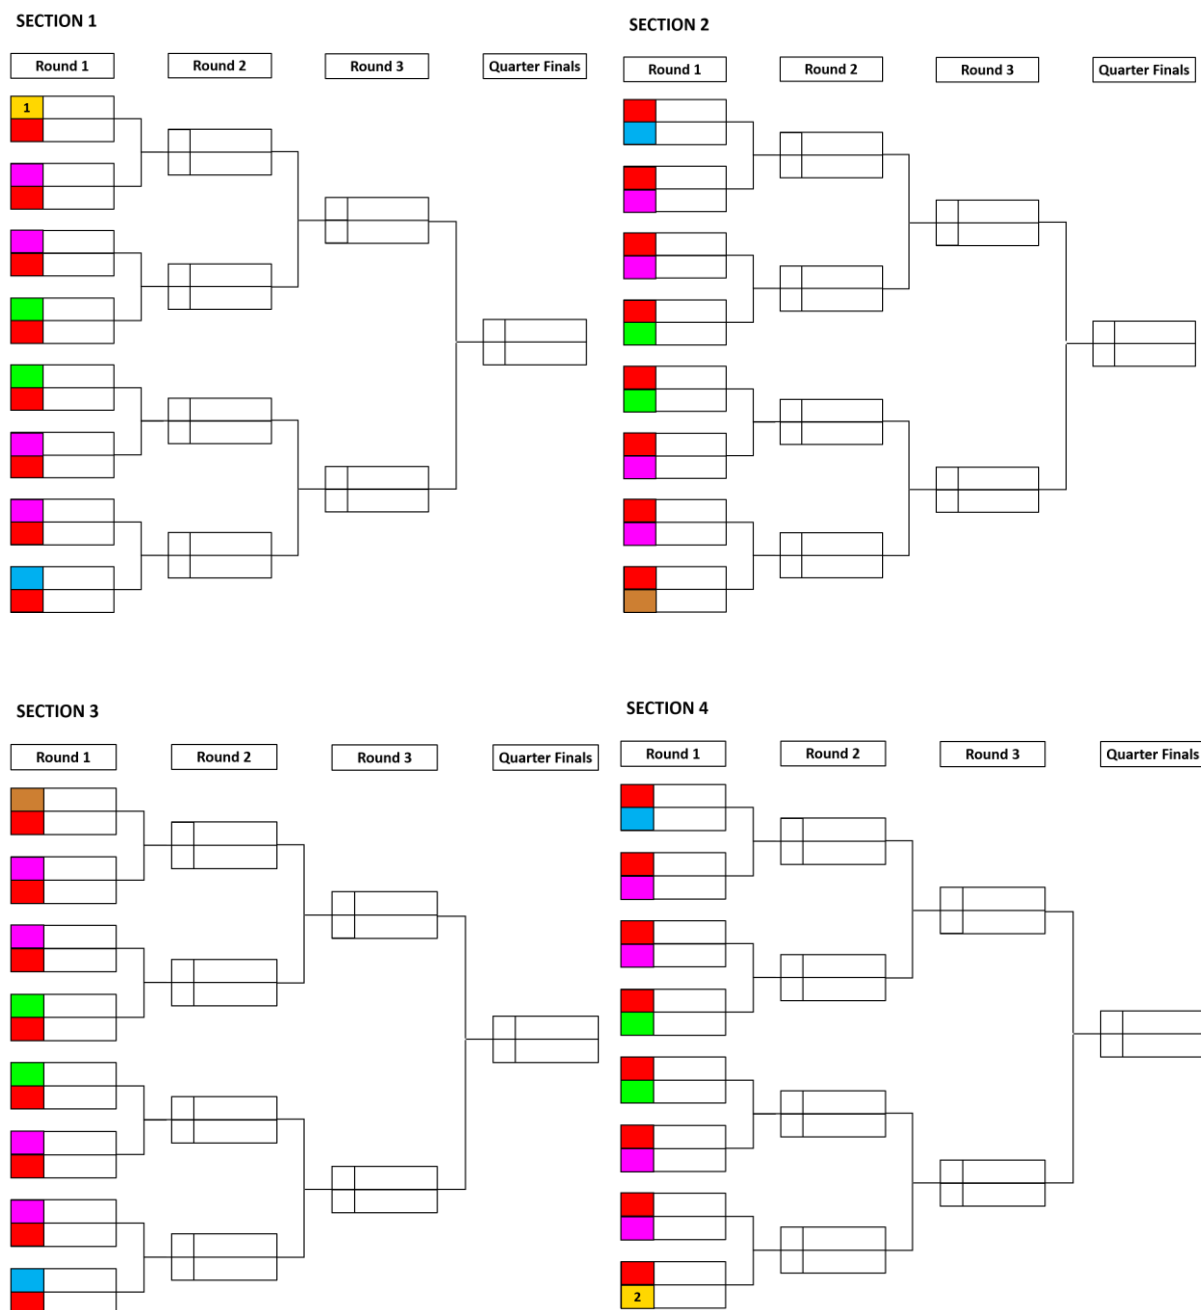 SECTION 1
Round 1
Round 2
Round 3
Quarter Finals
1
SECTION 2
Round 1
Round 2
Round 3
Quarter Finals
SECTION 3
Round 1
Round 2
Round 3
Quarter Finals
SECTION 4
Round 1
Round 2
Round 3
Quarter Finals
2